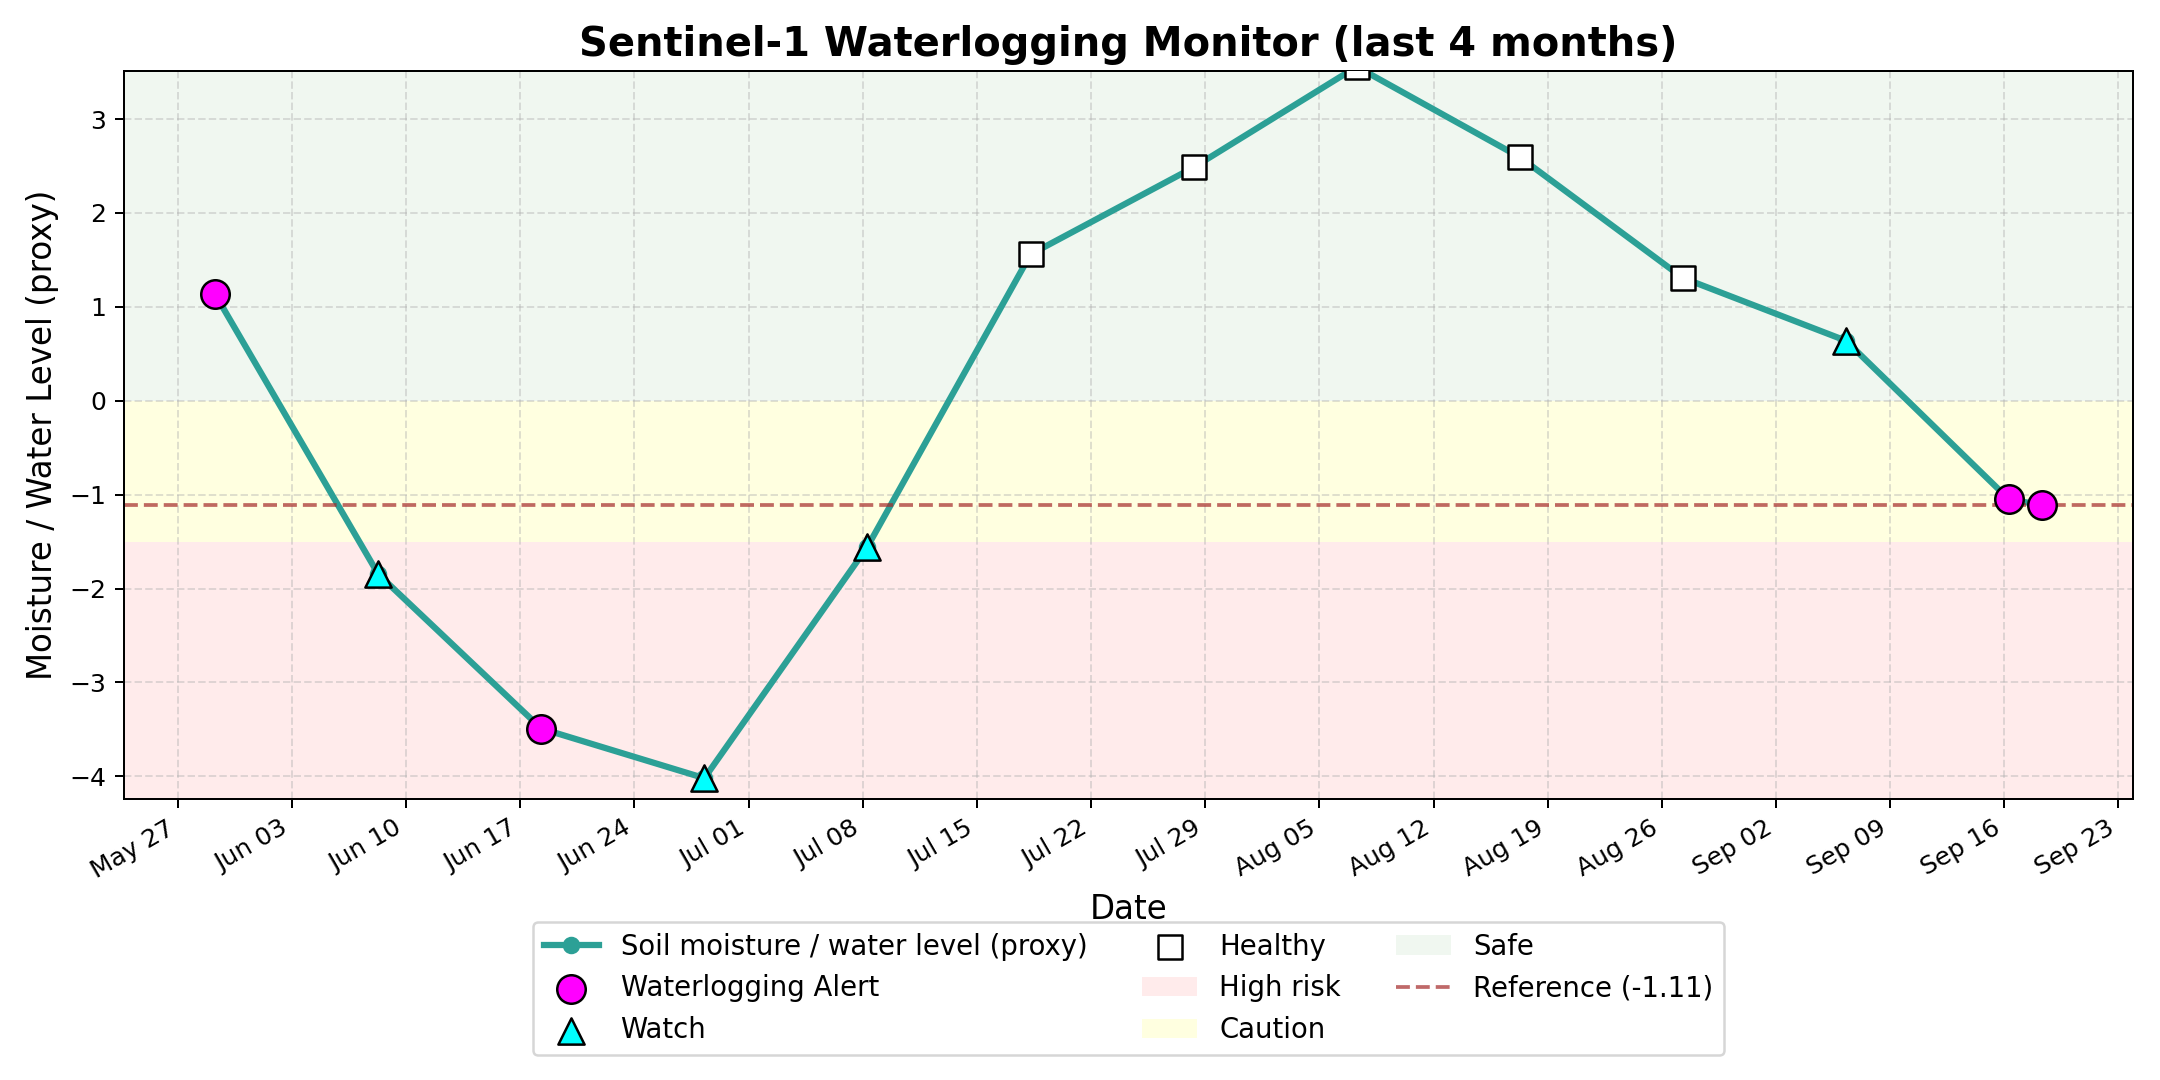 Sentinel-1 Waterlogging Monitor (last 4 months)
Moisture / Water Level (proxy)
3
2
1
0
−1
−2
−3
−4
May 27
Jun 03
Jun 10
Jun 17
Jun 24
Jul 01
Jul 08
Jul 15
Jul 22
Jul 29
Aug 05
Aug 12
Aug 19
Aug 26
Sep 02
Sep 09
Sep 16
Sep 23
Date
Soil moisture / water level (proxy)
Waterlogging Alert
Watch
Healthy
High risk
Caution
Safe
Reference (-1.11)